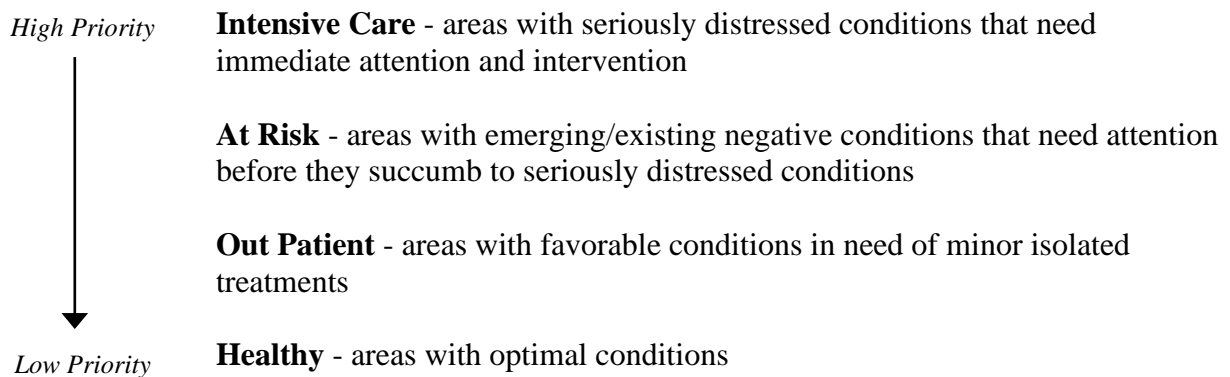 High Priority
Intensive Care - areas with seriously distressed conditions that need
immediate attention and intervention
At Risk - areas with emerging/existing negative conditions that need attention
before they succumb to seriously distressed conditions
Out Patient - areas with favorable conditions in need of minor isolated
treatments
Healthy - areas with optimal conditions
Low Priority